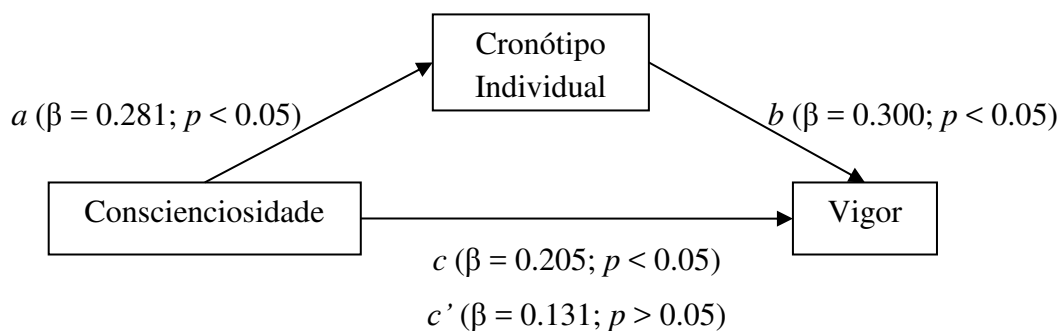 Cronótipo
Individual
a (β = 0.281; p < 0.05)
b (β = 0.300; p < 0.05)
Conscienciosidade
Vigor
c (β = 0.205; p < 0.05)
c’ (β = 0.131; p > 0.05)